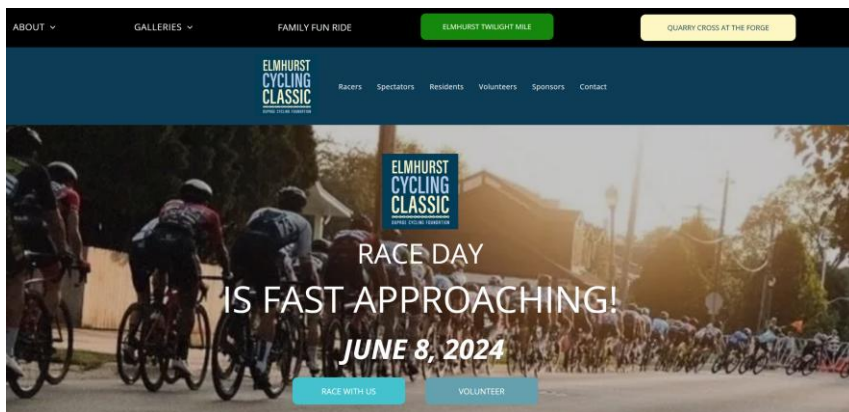 ABOUT
GALLERIES
FAMILY FUN RIDE
ELMHURST TWILIGHT MILE
QUARRY CROSS AT THE FORGE
ELMHURST
CYCLING
CLASSIC
Racers
Spectators
Residents
Volunteers
Sponsors
Contact
ELMHURST
CYCLING
CLASSIC
RACE DAY
IS FAST APPROACHING!
JUNE 8, 2024
RACE WITH US
VOLUNTEER